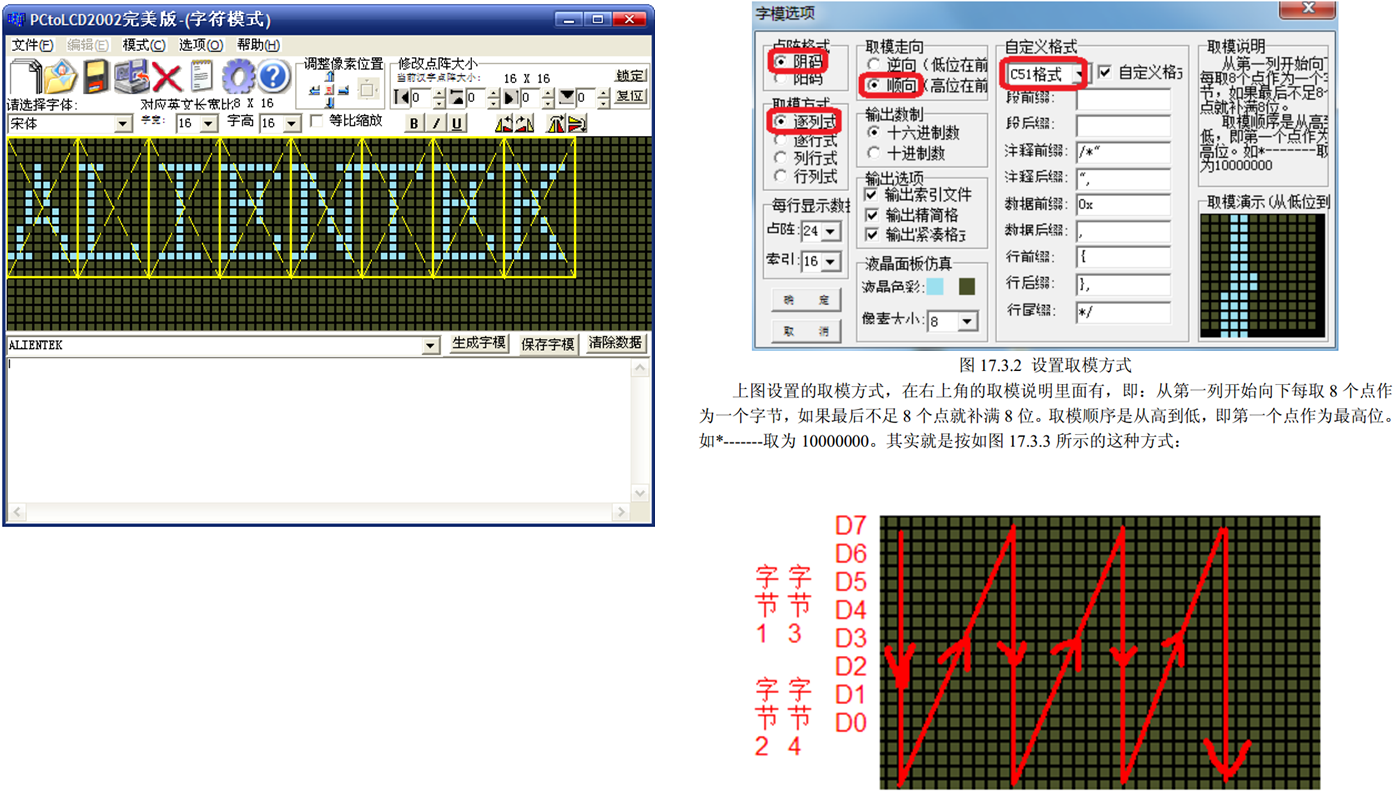 PCtoLCD2002完美版-(字符模式)
文件(F) 编辑(E) 模式(C) 选项(O) 帮助(H)
调整像素位置
修改点阵大小
当前汉字点阵大小: 16 X 16
锁定
0 0 0 0 复位
请选择字体: 对应英文长宽比8 X 16
宋体 字宽: 16 字高 16 等比缩放 B I U
ALIENTEK
ALIENTEK 生成字模 保存字模 清除数据
字模选项
点阵格式
阴码
阳码
取模方式
逐列式
逐行式
列行式
行列式
每行显示数据
点阵: 24
索引: 16
确 定
取 消
取模走向
逆向(低位在前
顺向(高位在前
输出数制
十六进制数
十进制数
输出选项
输出索引文件
输出精简格
输出紧凑格式
液晶面板仿真
液晶色彩:
像素大小: 8
自定义格式
C51格式 自定义格式
段前缀:
段后缀:
注释前缀: /*"
注释后缀: ",
数据前缀: 0x
数据后缀: ,
行前缀: {
行后缀: },
行尾缀: */
取模说明
从第一列开始向下
每取8个点作为一个字
节,如果最后不足8个
点就补满8位。
取模顺序是从高到
低,即第一个点作为最
高位。如*-------取
为10000000
取模演示(从低位到
图 17.3.2 设置取模方式
上图设置的取模方式,在右上角的取模说明里面有,即:从第一列开始向下每取 8 个点作
为一个字节,如果最后不足 8 个点就补满 8 位。取模顺序是从高到低,即第一个点作为最高位。
如*-------取为 10000000。其实就是按如图 17.3.3 所示的这种方式:
字节1
字节3
字节2
字节4
D7
D6
D5
D4
D3
D2
D1
D0